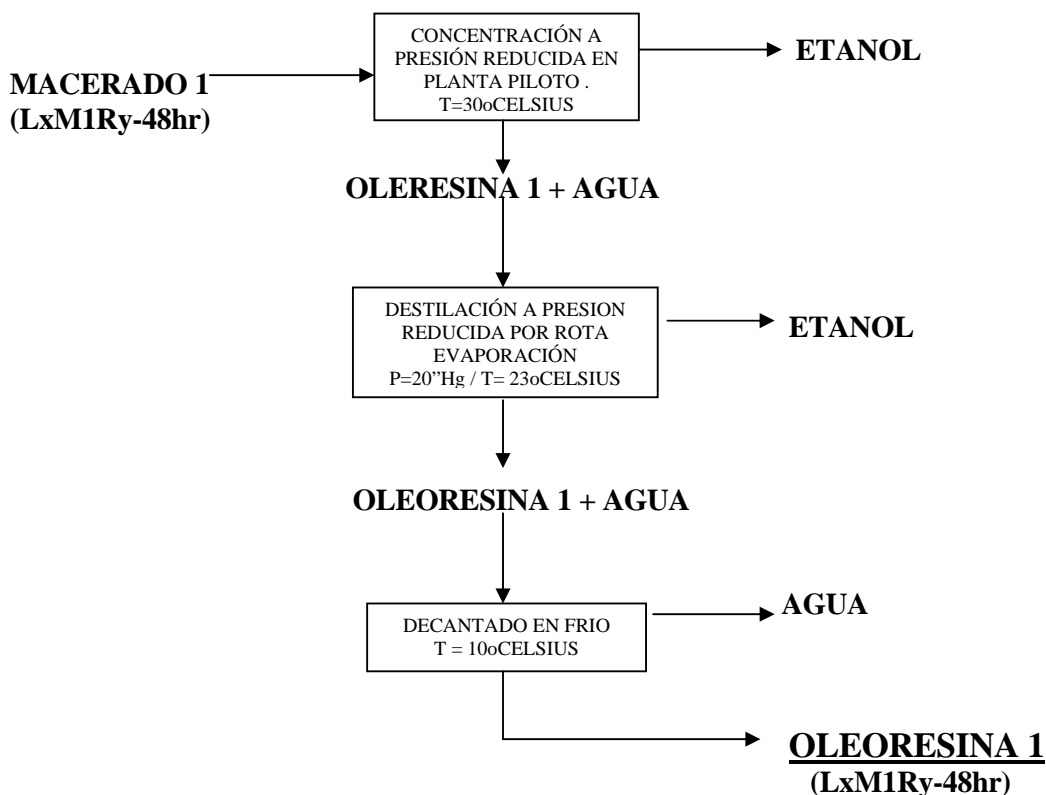 CONCENTRACIÓN A
PRESIÓN REDUCIDA EN
PLANTA PILOTO .
T=30oCELSIUS
ETANOL
MACERADO 1
(LxM1Ry-48hr)
OLERESINA 1 + AGUA
DESTILACIÓN A PRESION
REDUCIDA POR ROTA
EVAPORACIÓN
P=20”Hg / T= 23oCELSIUS
ETANOL
OLEORESINA 1 + AGUA
DECANTADO EN FRIO
T = 10oCELSIUS
AGUA
OLEORESINA 1
(LxM1Ry-48hr)